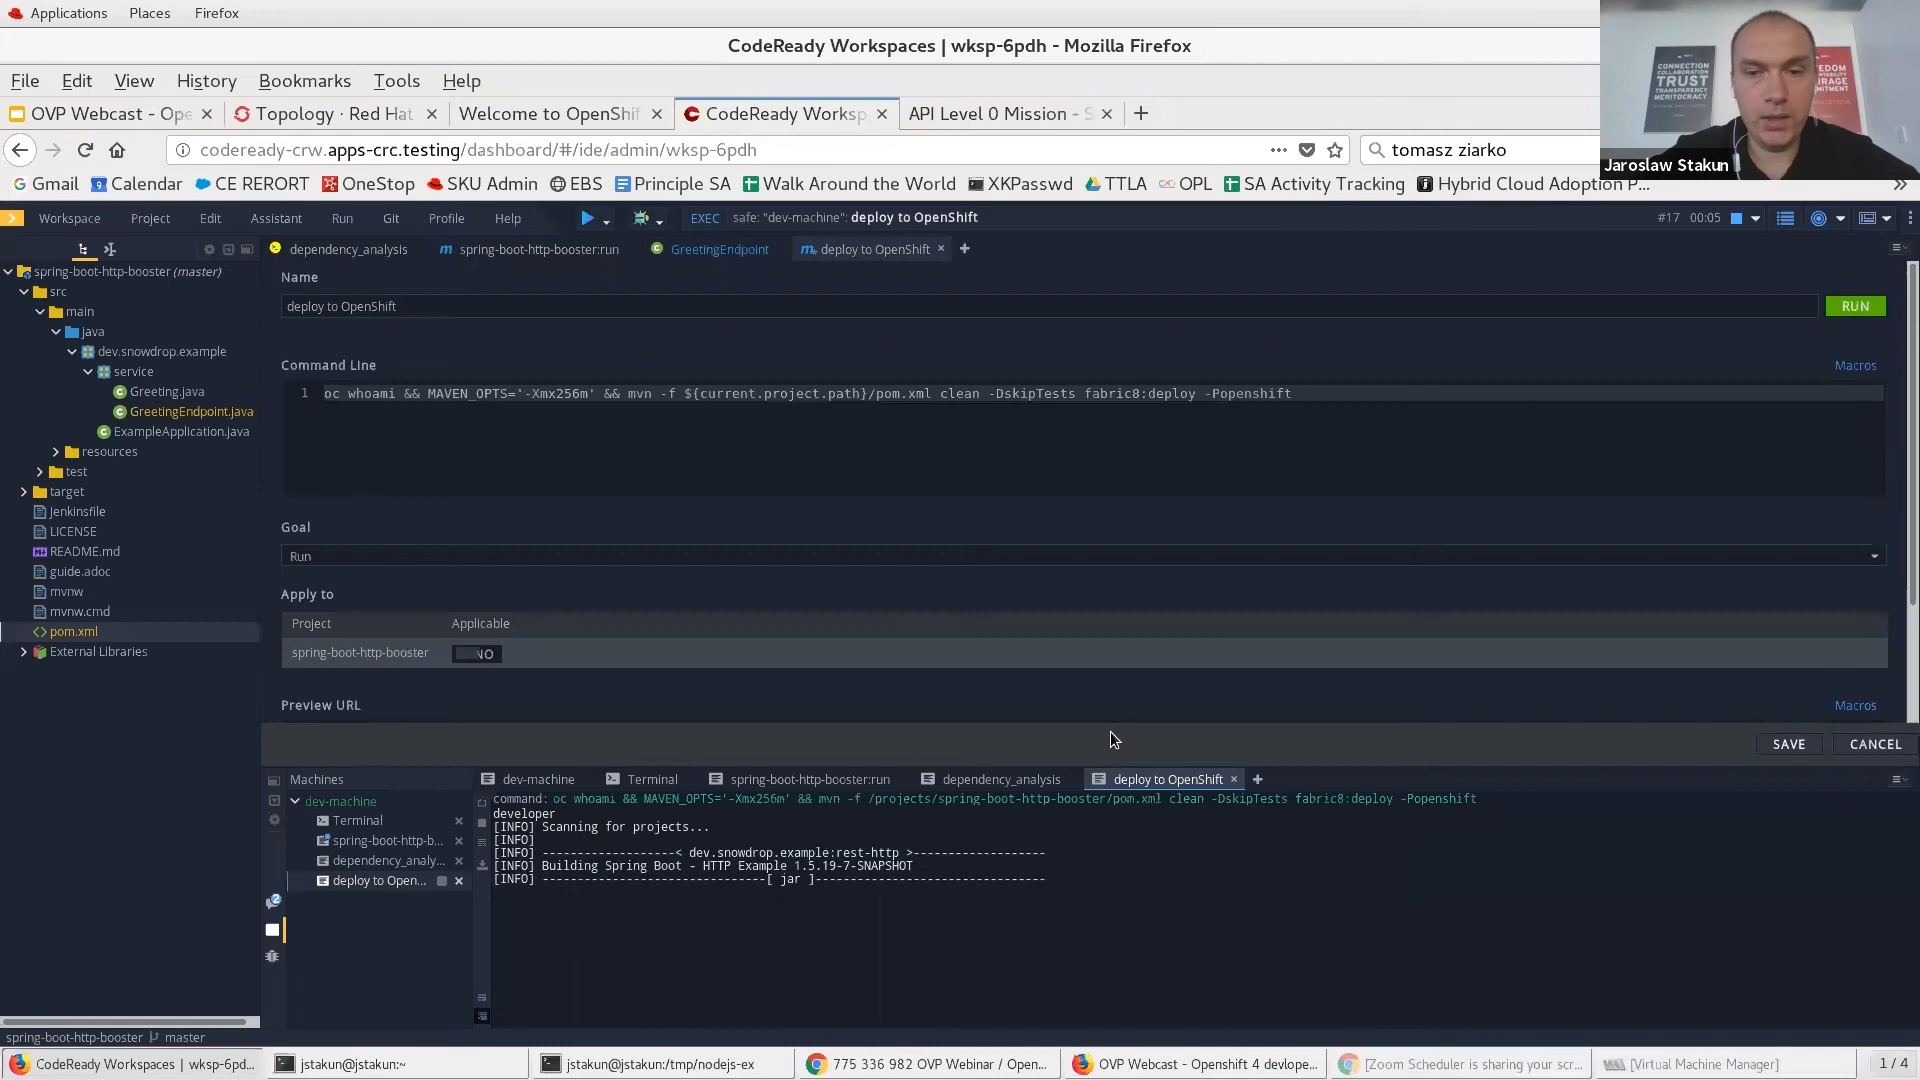 Applications Places Firefox
CodeReady Workspaces | wksp-6pdh - Mozilla Firefox
File Edit View History Bookmarks Tools Help
OVP Webcast - Ope Topology · Red Hat Welcome to OpenShif CodeReady Worksp API Level 0 Mission - S
codeready-crw.apps-crc.testing/dashboard/#/ide/admin/wksp-6pdh
tomasz ziarko
Gmail Calendar CE RERORT OneStop SKU Admin EBS Principle SA Walk Around the World XKPasswd TTLA OPL SA Activity Tracking Hybrid Cloud Adoption P...
CONNECTION
COLLABORATION
TRUST
TRANSPARENCY
MERITOCRACY
Jaroslaw Stakun
Workspace Project Edit Assistant Run Git Profile Help
EXEC safe: "dev-machine": deploy to OpenShift
#17 00:05
dependency_analysis spring-boot-http-booster:run GreetingEndpoint deploy to OpenShift
spring-boot-http-booster (master)
src
main
java
dev.snowdrop.example
service
Greeting.java
GreetingEndpoint.java
ExampleApplication.java
resources
test
target
Jenkinsfile
LICENSE
README.md
guide.adoc
mvnw
mvnw.cmd
pom.xml
External Libraries
Name
deploy to OpenShift
RUN
Command Line
Macros
1 oc whoami && MAVEN_OPTS='-Xmx256m' && mvn -f ${current.project.path}/pom.xml clean -DskipTests fabric8:deploy -Popenshift
Goal
Run
Apply to
Project Applicable
spring-boot-http-booster NO
Preview URL
Macros
SAVE CANCEL
Machines
dev-machine
Terminal
spring-boot-http-b...
dependency_analy...
deploy to Open...
dev-machine Terminal spring-boot-http-booster:run dependency_analysis deploy to OpenShift
command: oc whoami && MAVEN_OPTS='-Xmx256m' && mvn -f /projects/spring-boot-http-booster/pom.xml clean -DskipTests fabric8:deploy -Popenshift
developer
[INFO] Scanning for projects...
[INFO]
[INFO] -------------------< dev.snowdrop.example:rest-http >-------------------
[INFO] Building Spring Boot - HTTP Example 1.5.19-7-SNAPSHOT
[INFO] --------------------------------[ jar ]---------------------------------
spring-boot-http-booster master
CodeReady Workspaces | wksp-6pd... jstakun@jstakun:~ jstakun@jstakun:/tmp/nodejs-ex 775 336 982 OVP Webinar / Open... OVP Webcast - Openshift 4 devlope... [Zoom Scheduler is sharing your scr... [Virtual Machine Manager] 1 / 4